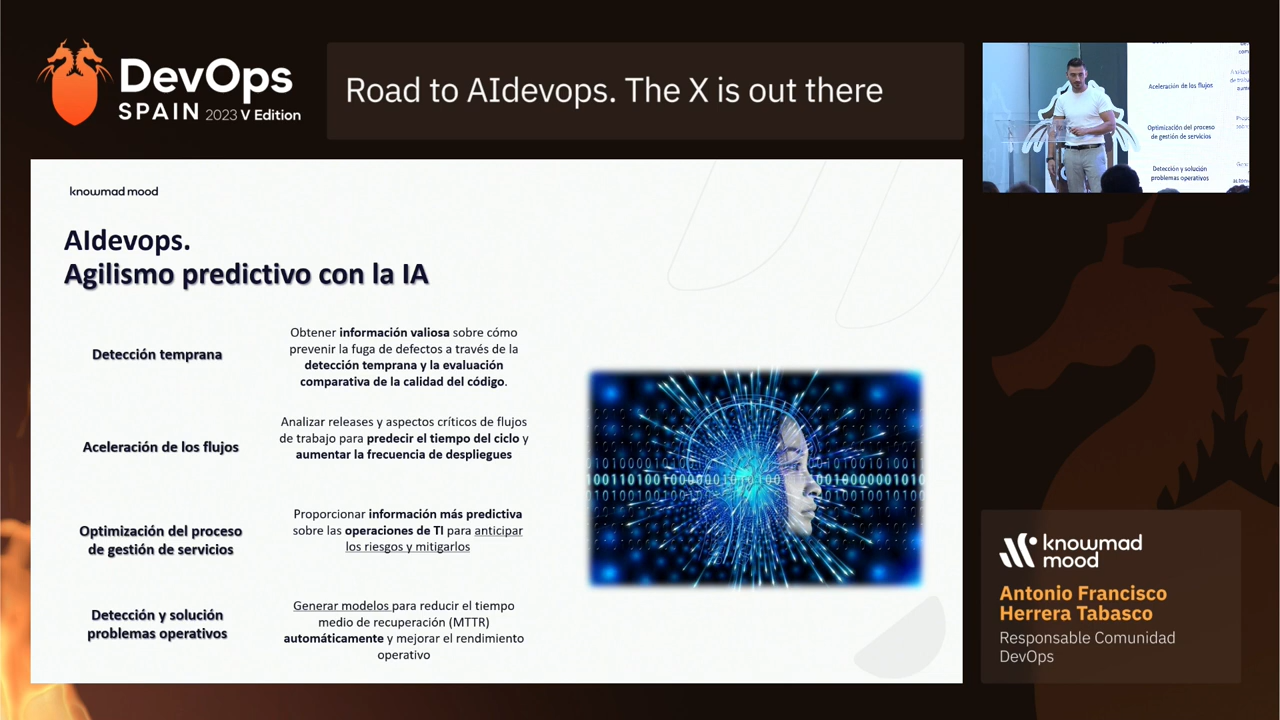 DevOps
SPAIN 2023 V Edition
Road to AIdevops. The X is out there
knowmad mood
AIdevops.
Agilismo predictivo con la IA
Detección temprana
Obtener información valiosa sobre cómo
prevenir la fuga de defectos a través de la
detección temprana y la evaluación
comparativa de la calidad del código.
Aceleración de los flujos
Analizar releases y aspectos críticos de flujos
de trabajo para predecir el tiempo del ciclo y
aumentar la frecuencia de despliegues
Optimización del proceso
de gestión de servicios
Proporcionar información más predictiva
sobre las operaciones de TI para anticipar
los riesgos y mitigarlos
Detección y solución
problemas operativos
Generar modelos para reducir el tiempo
medio de recuperación (MTTR)
automáticamente y mejorar el rendimiento
operativo
Aceleración de los flujos
Optimización del proceso
de gestión de servicios
Detección y solución
problemas operativos
knowmad
mood
Antonio Francisco
Herrera Tabasco
Responsable Comunidad
DevOps